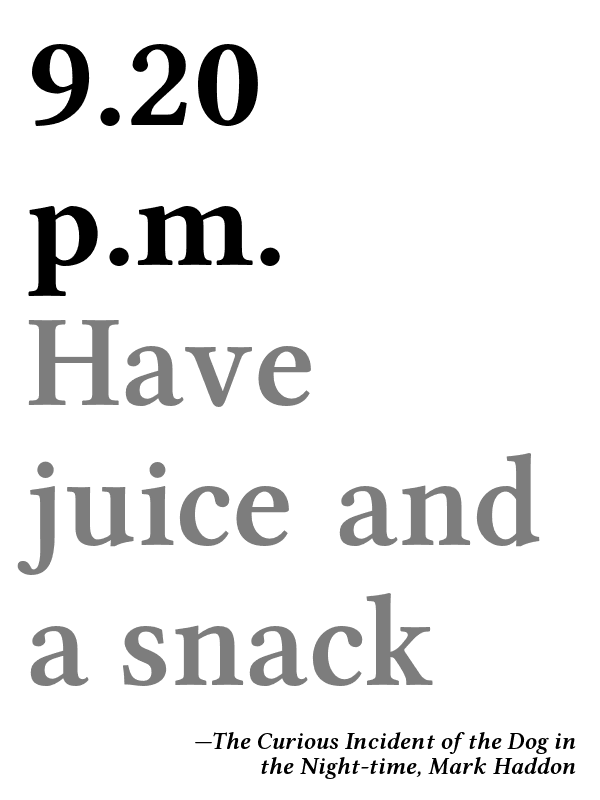 9.20
p.m.
Have
juice and
a snack
—The Curious Incident of the Dog in
the Night-time, Mark Haddon